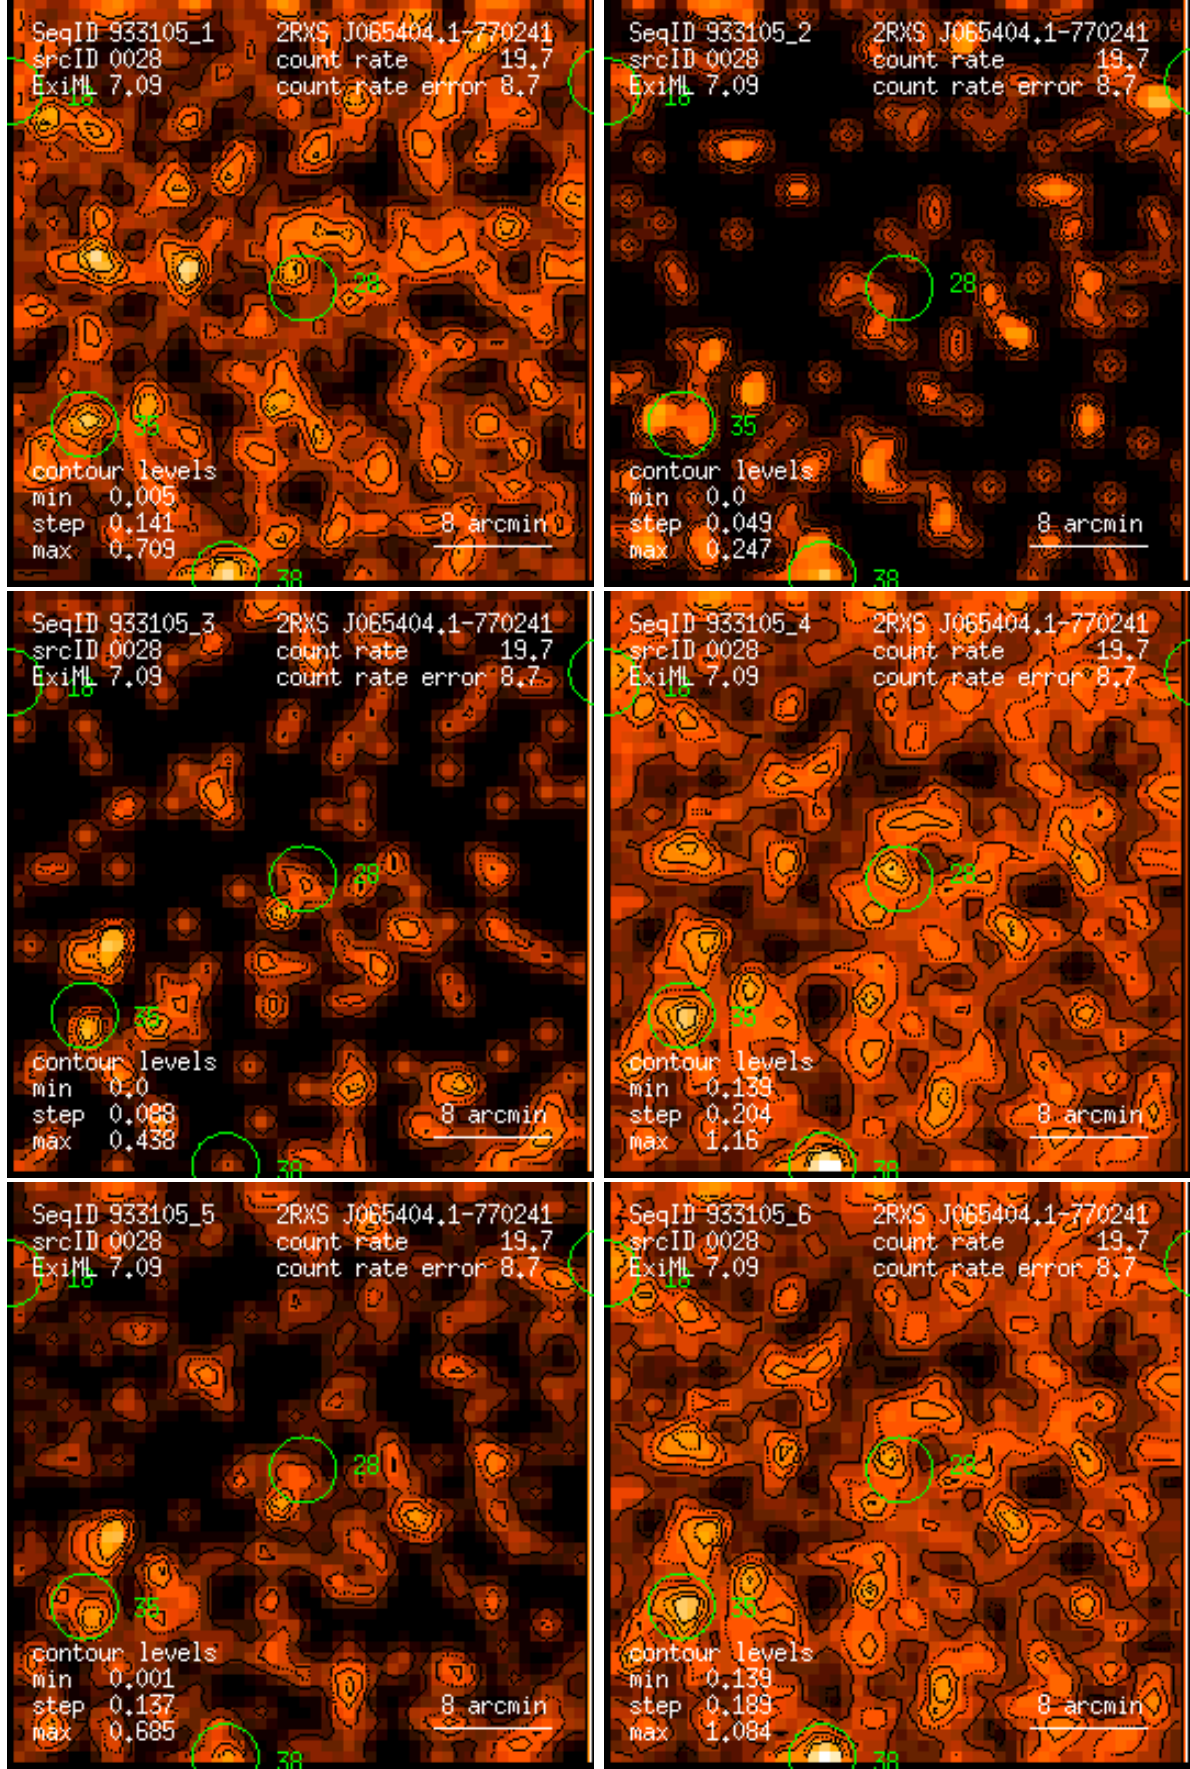 SeqID 933105_1 2RXS J065404.1-770241
srcID 0028 count rate 19.7
ExiML 7.09 count rate error 8.7
18
28
35
contour levels
min 0.005
step 0.141
max 0.709
8 arcmin
38
SeqID 933105_2 2RXS J065404.1-770241
srcID 0028 count rate 19.7
ExiML 7.09 count rate error 8.7
18
28
35
contour levels
min 0.0
step 0.049
max 0.247
8 arcmin
38
SeqID 933105_3 2RXS J065404.1-770241
srcID 0028 count rate 19.7
ExiML 7.09 count rate error 8.7
18
28
35
contour levels
min 0.0
step 0.088
max 0.438
8 arcmin
38
SeqID 933105_4 2RXS J065404.1-770241
srcID 0028 count rate 19.7
ExiML 7.09 count rate error 8.7
18
28
35
contour levels
min 0.139
step 0.204
max 1.16
8 arcmin
38
SeqID 933105_5 2RXS J065404.1-770241
srcID 0028 count rate 19.7
ExiML 7.09 count rate error 8.7
18
28
35
contour levels
min 0.001
step 0.137
max 0.685
8 arcmin
38
SeqID 933105_6 2RXS J065404.1-770241
srcID 0028 count rate 19.7
ExiML 7.09 count rate error 8.7
18
28
35
contour levels
min 0.139
step 0.189
max 1.084
8 arcmin
38